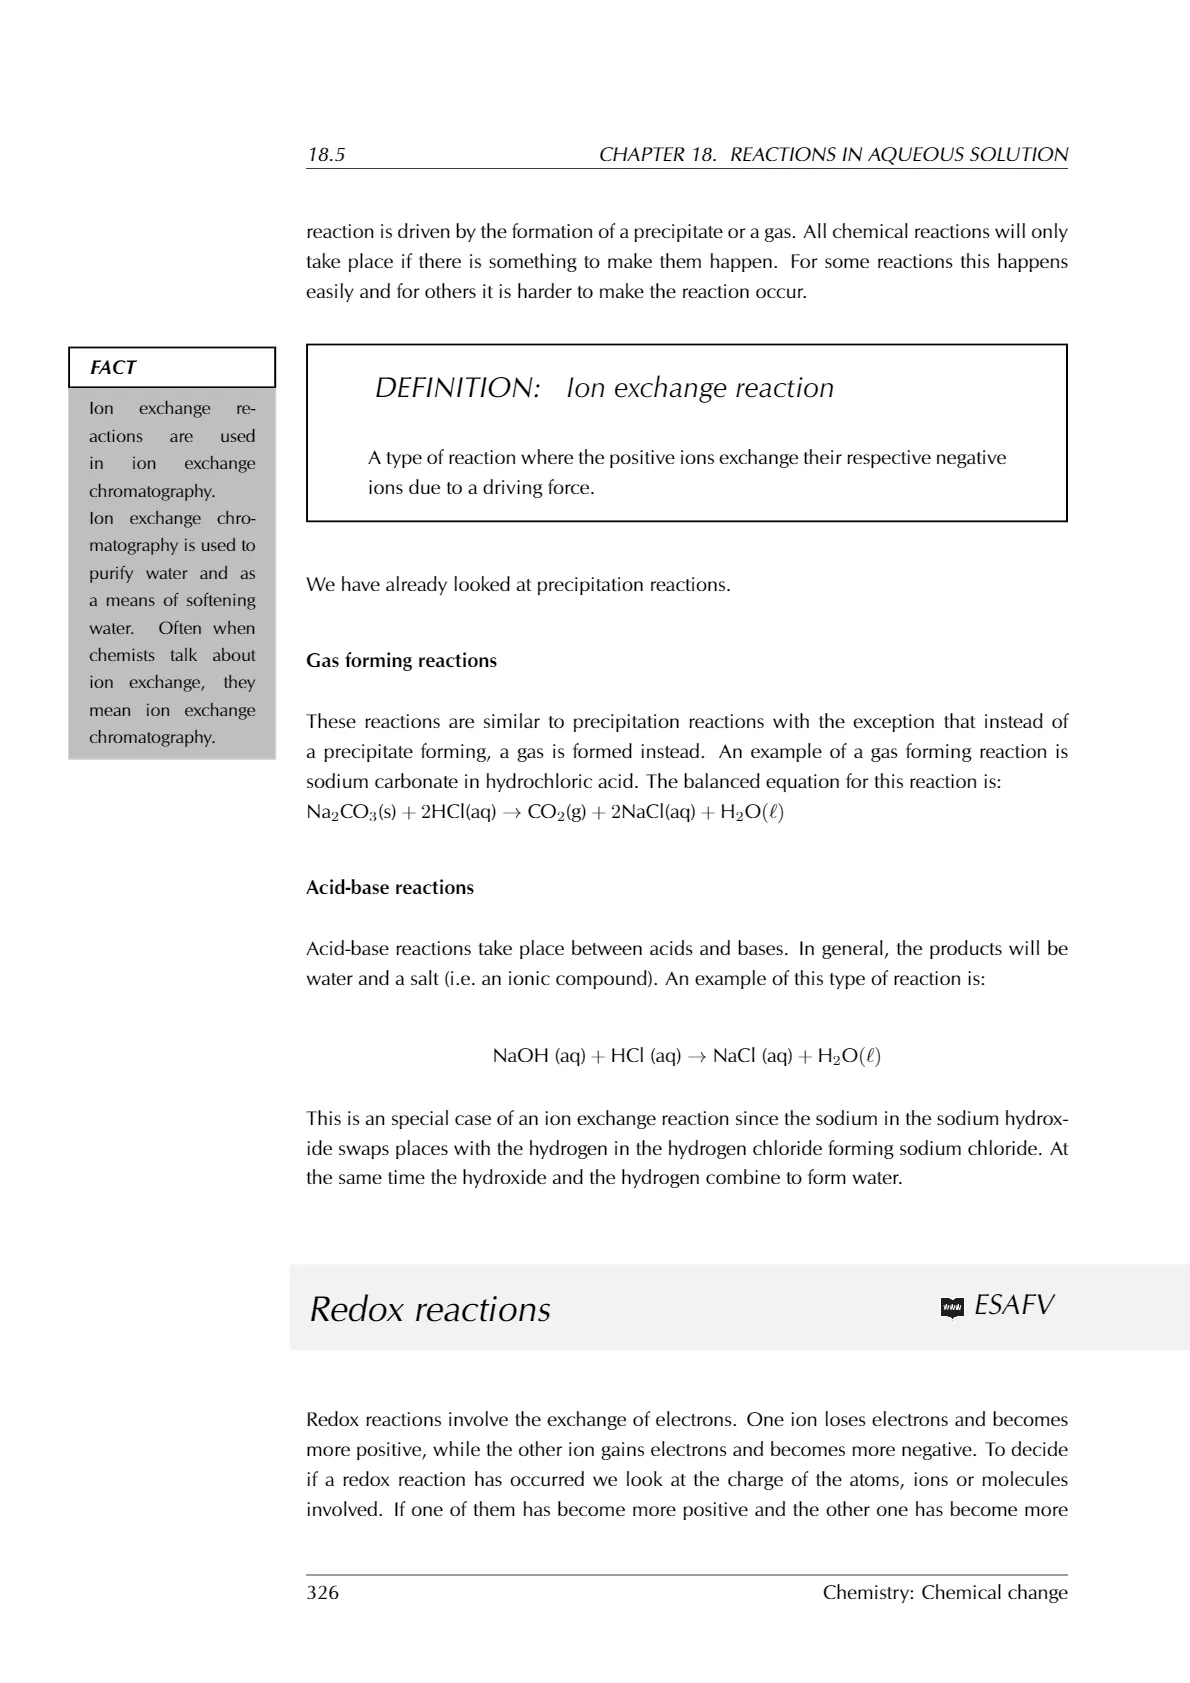 18.5 CHAPTER 18. REACTIONS IN AQUEOUS SOLUTION
reaction is driven by the formation of a precipitate or a gas. All chemical reactions will only
take place if there is something to make them happen. For some reactions this happens
easily and for others it is harder to make the reaction occur.
FACT
Ion exchange re-
actions are used
in ion exchange
chromatography.
Ion exchange chro-
matography is used to
purify water and as
a means of softening
water. Often when
chemists talk about
ion exchange, they
mean ion exchange
chromatography.
DEFINITION: Ion exchange reaction
A type of reaction where the positive ions exchange their respective negative
ions due to a driving force.
We have already looked at precipitation reactions.
Gas forming reactions
These reactions are similar to precipitation reactions with the exception that instead of
a precipitate forming, a gas is formed instead. An example of a gas forming reaction is
sodium carbonate in hydrochloric acid. The balanced equation for this reaction is:
Na₂CO₃(s) + 2HCl(aq) → CO₂(g) + 2NaCl(aq) + H₂O(ℓ)
Acid-base reactions
Acid-base reactions take place between acids and bases. In general, the products will be
water and a salt (i.e. an ionic compound). An example of this type of reaction is:
NaOH (aq) + HCl (aq) → NaCl (aq) + H₂O(ℓ)
This is an special case of an ion exchange reaction since the sodium in the sodium hydrox-
ide swaps places with the hydrogen in the hydrogen chloride forming sodium chloride. At
the same time the hydroxide and the hydrogen combine to form water.
Redox reactions www ESAFV
Redox reactions involve the exchange of electrons. One ion loses electrons and becomes
more positive, while the other ion gains electrons and becomes more negative. To decide
if a redox reaction has occurred we look at the charge of the atoms, ions or molecules
involved. If one of them has become more positive and the other one has become more
326 Chemistry: Chemical change